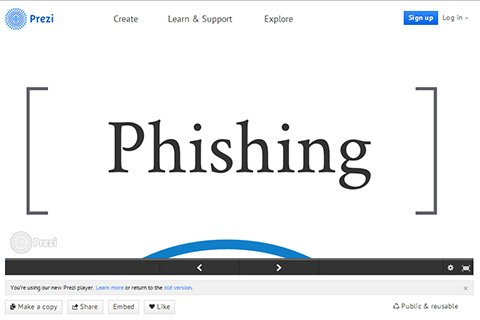 Prezi Create Learn & Support Explore Sign up Log in
Phishing
Prezi
You're using our new Prezi player. Learn more or return to the old version.
Make a copy Share Embed Like Public & reusable